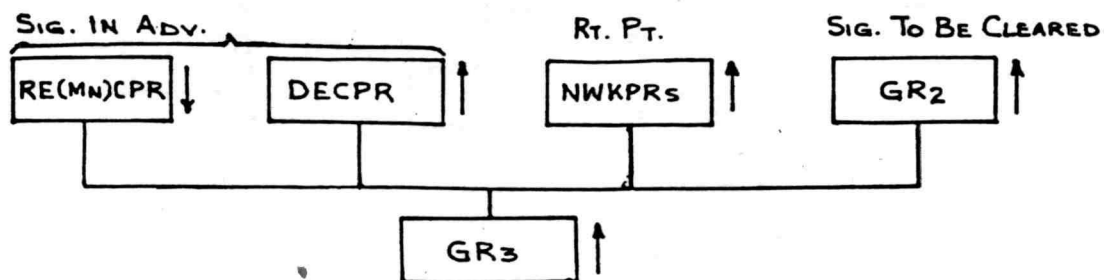 SIG. IN ADV. RT. PT. SIG. TO BE CLEARED
RE(MN)CPR DECPR NWKPRS GR2
GR3